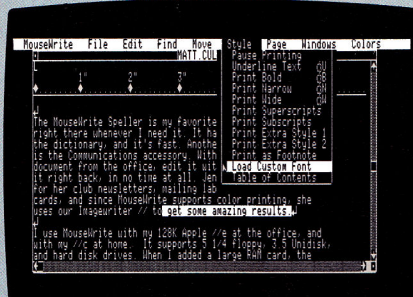 MouseWrite File Edit Find Move Style Page Windows Colors
MATT.CUL
1" 2" 3"
Pause Printing
Underline Text U
Print Bold B
Print Narrow N
Print Wide W
Print Superscripts
Print Subscripts
Print Extra Style 1
Print Extra Style 2
Print as Footnote
Load Custom Font
Table of Contents
The MouseWrite Speller is my favorite
right there whenever I need it. It ha
the dictionary, and it's fast. Anothe
is the Communications accessory. With
document from the office, edit it wit
it right back, in no time at all. Jen
for her club newsletters, mailing lab
cards, and since MouseWrite supports color printing, she
uses our Imagewriter // to get some amazing results.
I use MouseWrite with my 128K Apple //e at the office, and
with my //c at home. It supports 5 1/4 floppy, 3.5 Unidisk,
and hard disk drives. When I added a large RAM card, the